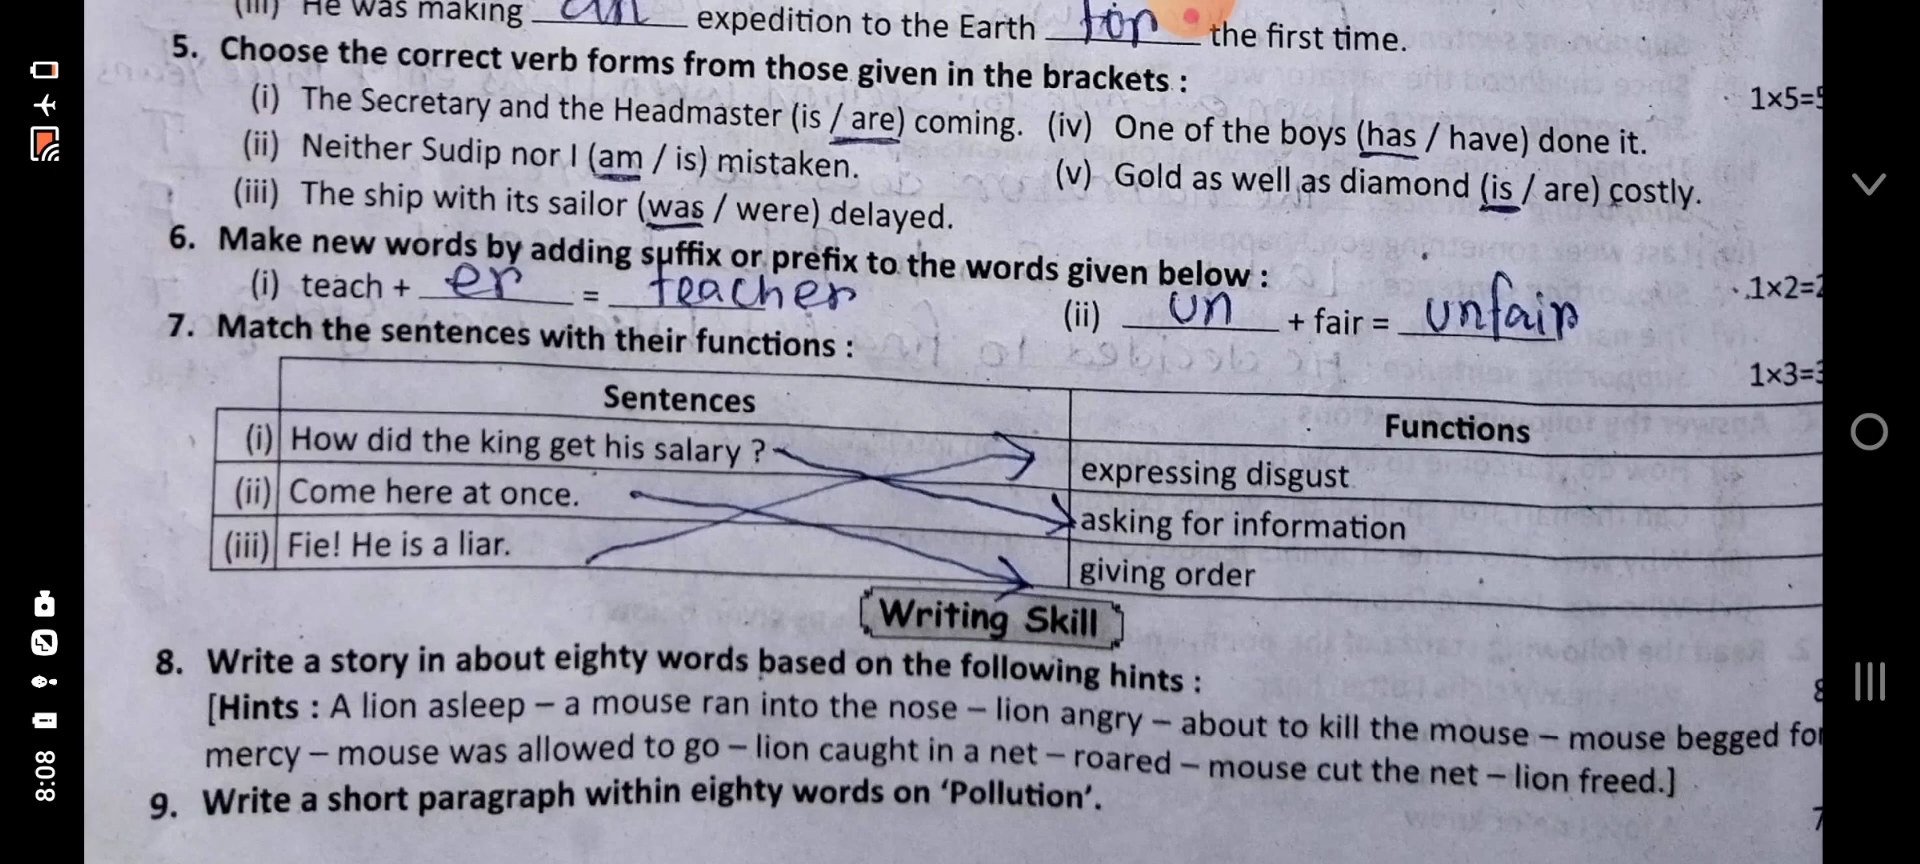 (iii) He was making an expedition to the Earth for the first time.
5. Choose the correct verb forms from those given in the brackets :
1x5=5
(i) The Secretary and the Headmaster (is / are) coming. (iv) One of the boys (has / have) done it.
(ii) Neither Sudip nor I (am / is) mistaken. (v) Gold as well as diamond (is / are) costly.
(iii) The ship with its sailor (was / were) delayed.
6. Make new words by adding suffix or prefix to the words given below :
1x2=2
(i) teach + er = teacher (ii) un + fair = unfair
7. Match the sentences with their functions :
1x3=3
Sentences Functions
(i) How did the king get his salary ? expressing disgust
(ii) Come here at once. asking for information
(iii) Fie! He is a liar. giving order
Writing Skill
8. Write a story in about eighty words based on the following hints :
8
[Hints : A lion asleep – a mouse ran into the nose – lion angry – about to kill the mouse – mouse begged for
mercy – mouse was allowed to go – lion caught in a net – roared – mouse cut the net – lion freed.]
9. Write a short paragraph within eighty words on ‘Pollution’.
7
8:08